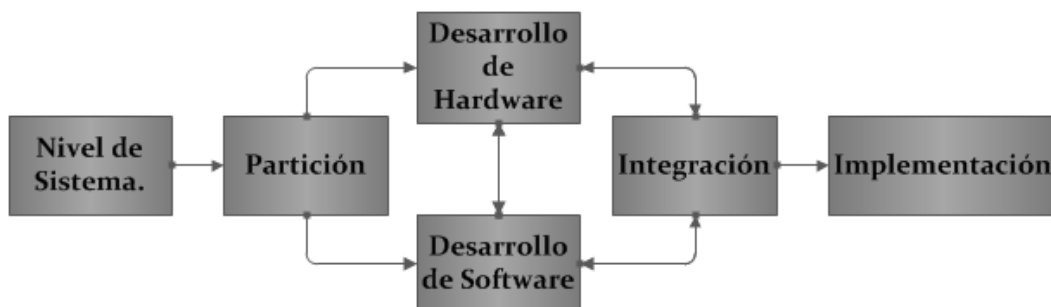 Nivel de
Sistema.
Partición
Desarrollo
de
Hardware
Desarrollo
de Software
Integración
Implementación